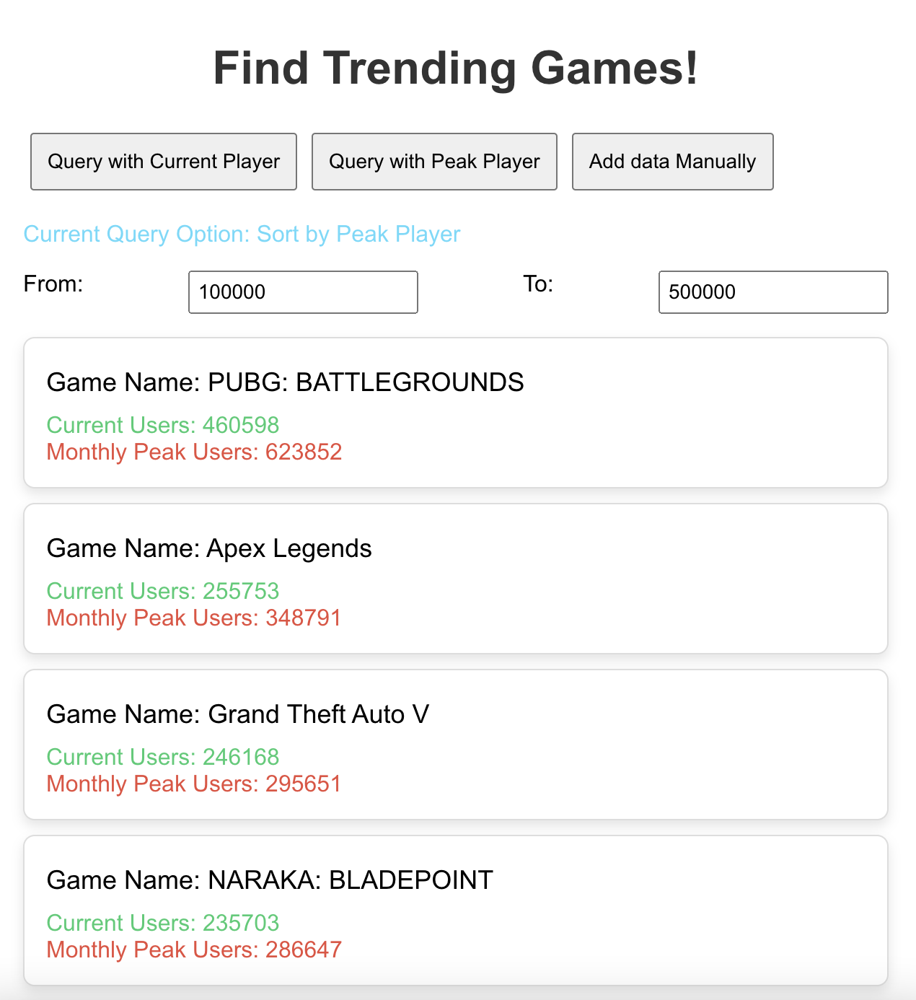 Find Trending Games!
Query with Current Player Query with Peak Player Add data Manually
Current Query Option: Sort by Peak Player
From: 100000 To: 500000
Game Name: PUBG: BATTLEGROUNDS
Current Users: 460598
Monthly Peak Users: 623852
Game Name: Apex Legends
Current Users: 255753
Monthly Peak Users: 348791
Game Name: Grand Theft Auto V
Current Users: 246168
Monthly Peak Users: 295651
Game Name: NARAKA: BLADEPOINT
Current Users: 235703
Monthly Peak Users: 286647